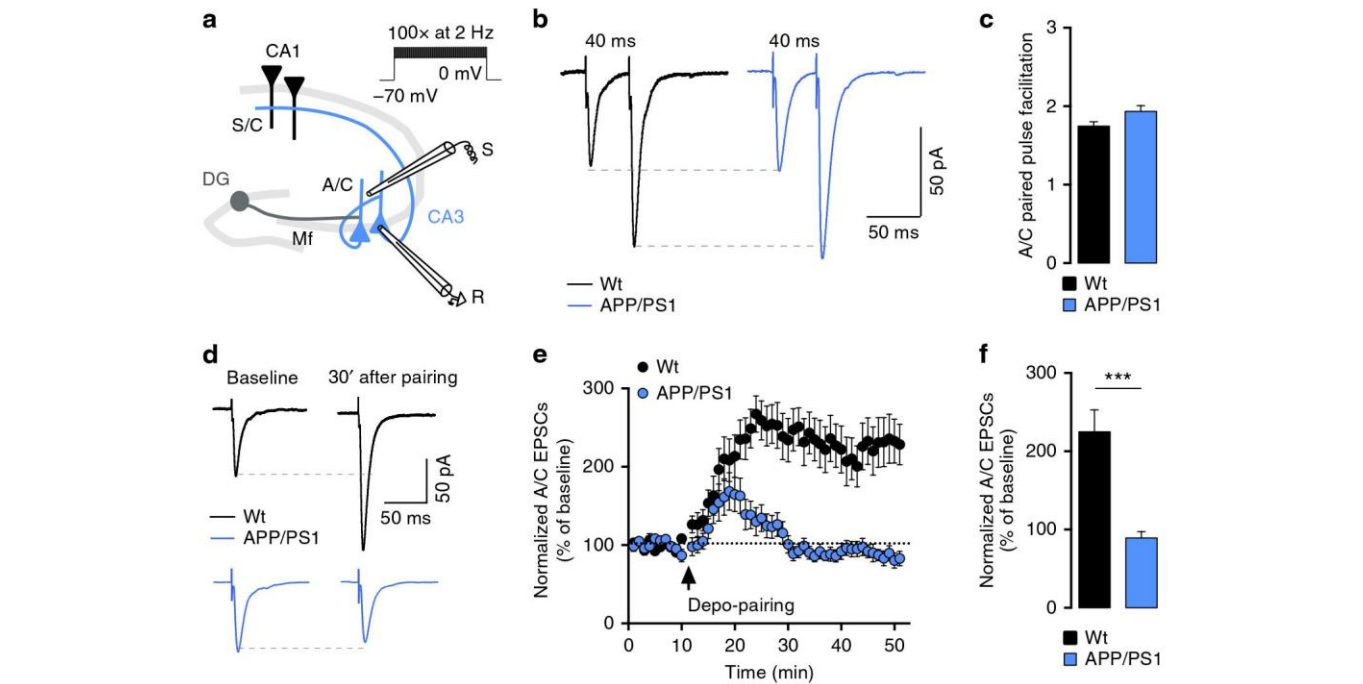 a
100× at 2 Hz
0 mV
–70 mV
CA1
S/C
DG
A/C
Mf
CA3
S
R
b
40 ms
40 ms
50 pA
50 ms
Wt
APP/PS1
c
A/C paired pulse facilitation
3
2
1
0
Wt
APP/PS1
d
Baseline
30′ after pairing
50 pA
50 ms
Wt
APP/PS1
e
Wt
APP/PS1
Normalized A/C EPSCs
(% of baseline)
300
200
100
0
Depo-pairing
0
10
20
30
40
50
Time (min)
f
Normalized A/C EPSCs
(% of baseline)
300
200
100
0
***
Wt
APP/PS1